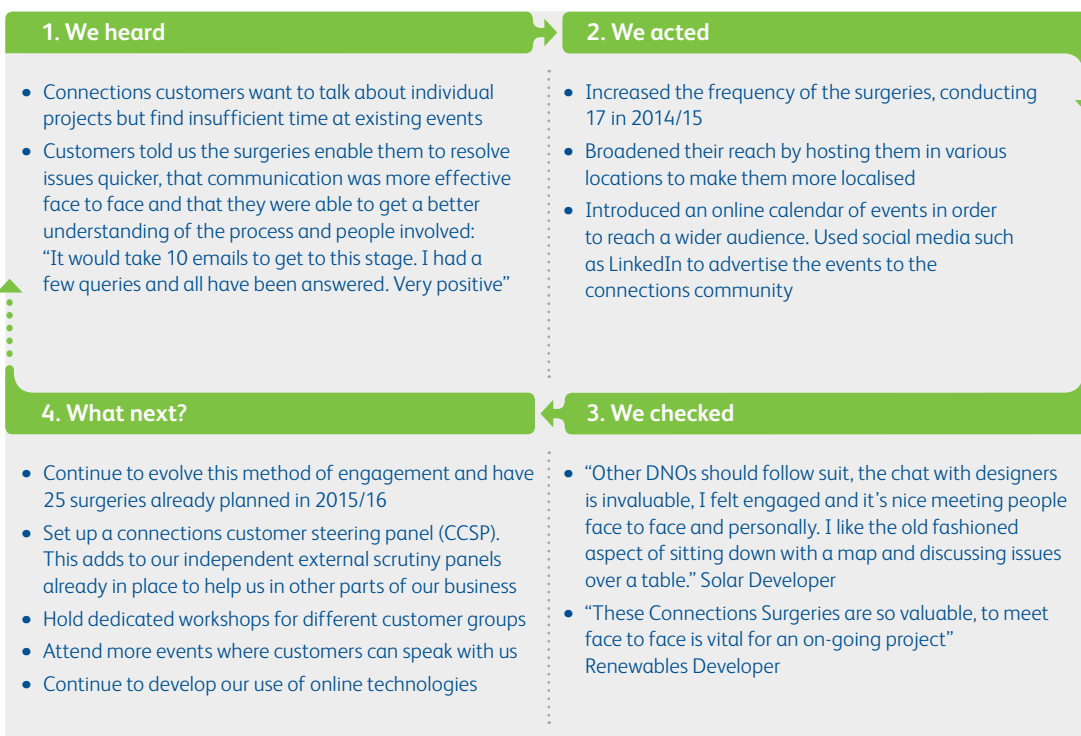 1. We heard
• Connections customers want to talk about individual
projects but find insufficient time at existing events
• Customers told us the surgeries enable them to resolve
issues quicker, that communication was more effective
face to face and that they were able to get a better
understanding of the process and people involved:
“It would take 10 emails to get to this stage. I had a
few queries and all have been answered. Very positive”
2. We acted
• Increased the frequency of the surgeries, conducting
17 in 2014/15
• Broadened their reach by hosting them in various
locations to make them more localised
• Introduced an online calendar of events in order
to reach a wider audience. Used social media such
as LinkedIn to advertise the events to the
connections community
3. We checked
• “Other DNOs should follow suit, the chat with designers
is invaluable, I felt engaged and it’s nice meeting people
face to face and personally. I like the old fashioned
aspect of sitting down with a map and discussing issues
over a table.” Solar Developer
• “These Connections Surgeries are so valuable, to meet
face to face is vital for an on-going project”
Renewables Developer
4. What next?
• Continue to evolve this method of engagement and have
25 surgeries already planned in 2015/16
• Set up a connections customer steering panel (CCSP).
This adds to our independent external scrutiny panels
already in place to help us in other parts of our business
• Hold dedicated workshops for different customer groups
• Attend more events where customers can speak with us
• Continue to develop our use of online technologies